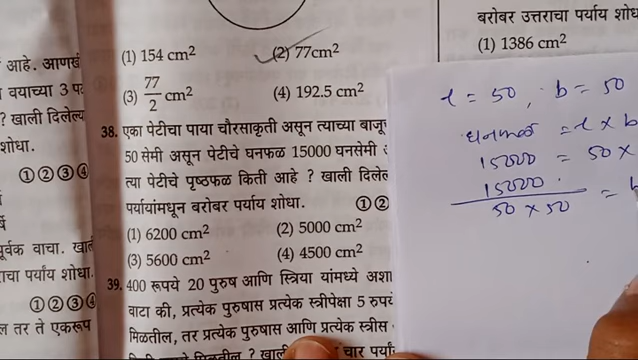 आहे. आणखी
वयाच्या 3 पट
? खाली दिलेल्य
शोधा.
①②③④
पूर्वक वाचा. खाली
राचा पर्याय शोधा.
①②③④
ल तर ते एकरूप
(1) 154 cm² (2) 77cm²
(3) 77/2 cm² (4) 192.5 cm²
38. एका पेटीचा पाया चौरसाकृती असून त्याच्या बाजू
50 सेमी असून पेटीचे घनफळ 15000 घनसेमी
त्या पेटीचे पृष्ठफळ किती आहे ? खाली दिलेल
पर्यायांमधून बरोबर पर्याय शोधा. ①②
(1) 6200 cm² (2) 5000 cm²
(3) 5600 cm² (4) 4500 cm²
39. 400 रूपये 20 पुरुष आणि स्त्रिया यांमध्ये अशा
वाटा की, प्रत्येक पुरुषास प्रत्येक स्त्रीपेक्षा 5 रुपये
मिळतील, तर प्रत्येक पुरुषास आणि प्रत्येक स्त्रीस
मिळतील ? खाली चार पर्या
बरोबर उत्तराचा पर्याय शोध
(1) 1386 cm²
l = 50, b = 50
घनफळ = l × b
15000 = 50 ×
15000 / 50 × 50 = h